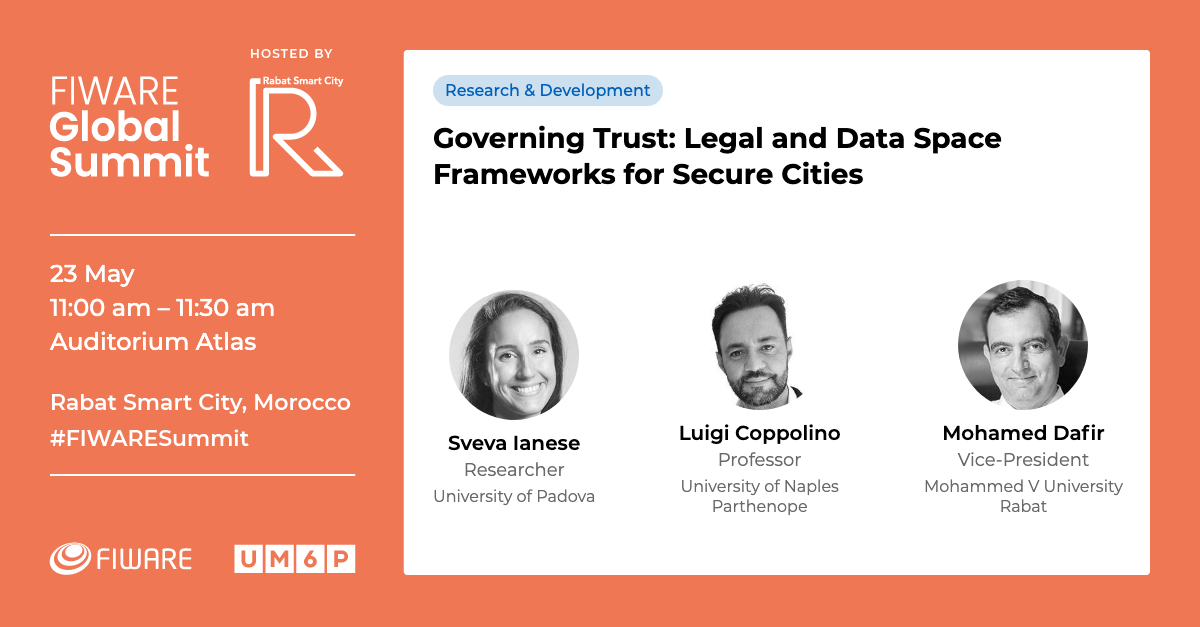 HOSTED BY
Rabat Smart City
R
FIWARE
Global
Summit
23 May
11:00 am – 11:30 am
Auditorium Atlas
Rabat Smart City, Morocco
#FIWARESummit
FIWARE
UM6P
Research & Development
Governing Trust: Legal and Data Space
Frameworks for Secure Cities
Sveva Ianese
Researcher
University of Padova
Luigi Coppolino
Professor
University of Naples
Parthenope
Mohamed Dafir
Vice-President
Mohammed V University
Rabat